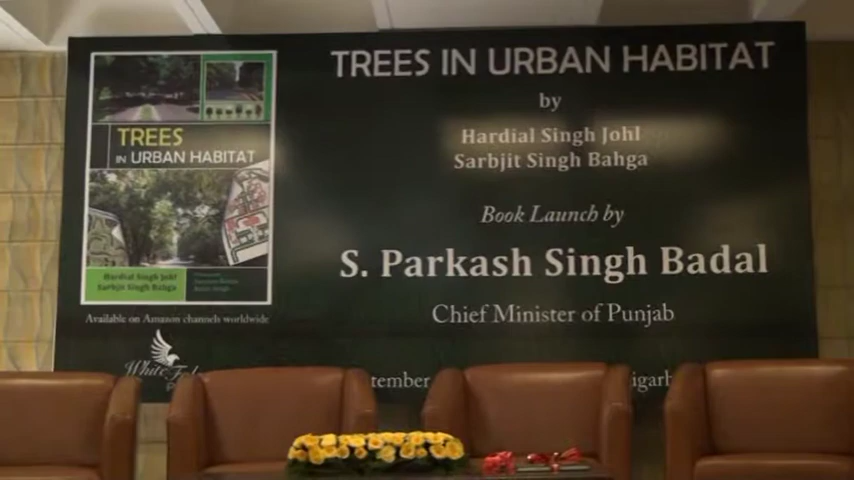 TREES IN URBAN HABITAT
by
Hardial Singh Johl
Sarbjit Singh Bahga
Book Launch by
S. Parkash Singh Badal
Chief Minister of Punjab
TREES
IN URBAN HABITAT
Hardial Singh Johl
Sarbjit Singh Bahga
Available on Amazon channels worldwide
White